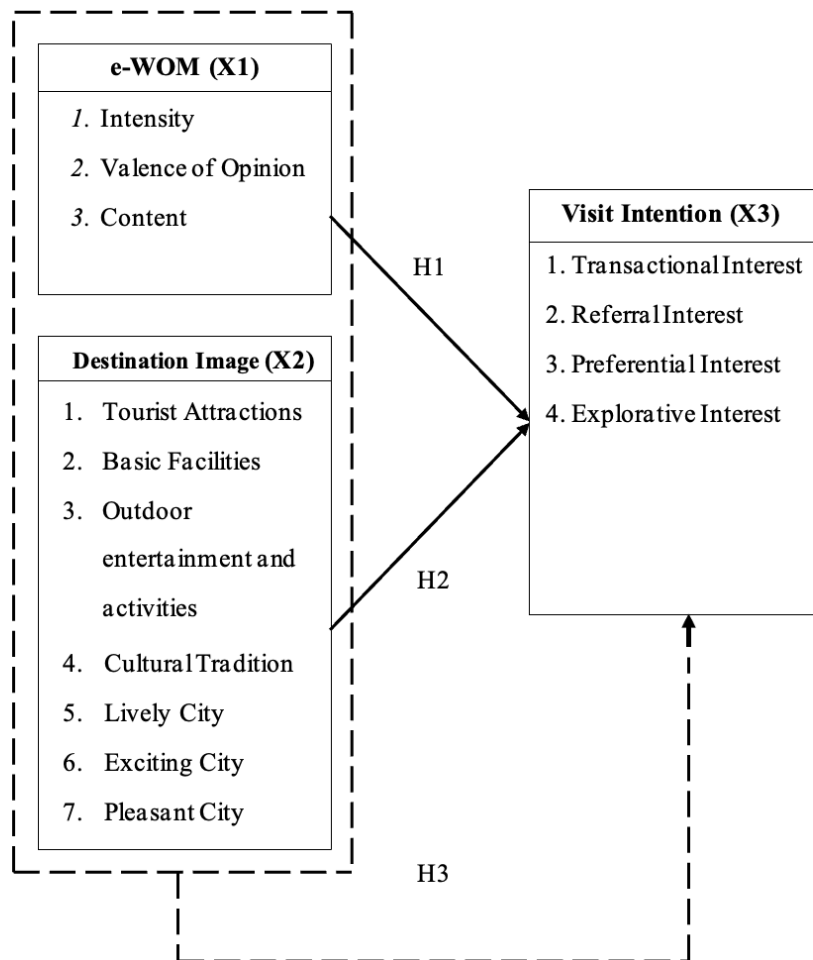 e-WOM (X1)
1. Intensity
2. Valence of Opinion
3. Content
Destination Image (X2)
1. Tourist Attractions
2. Basic Facilities
3. Outdoor
entertainment and
activities
4. Cultural Tradition
5. Lively City
6. Exciting City
7. Pleasant City
H1
H2
H3
Visit Intention (X3)
1. Transactional Interest
2. Referral Interest
3. Preferential Interest
4. Explorative Interest